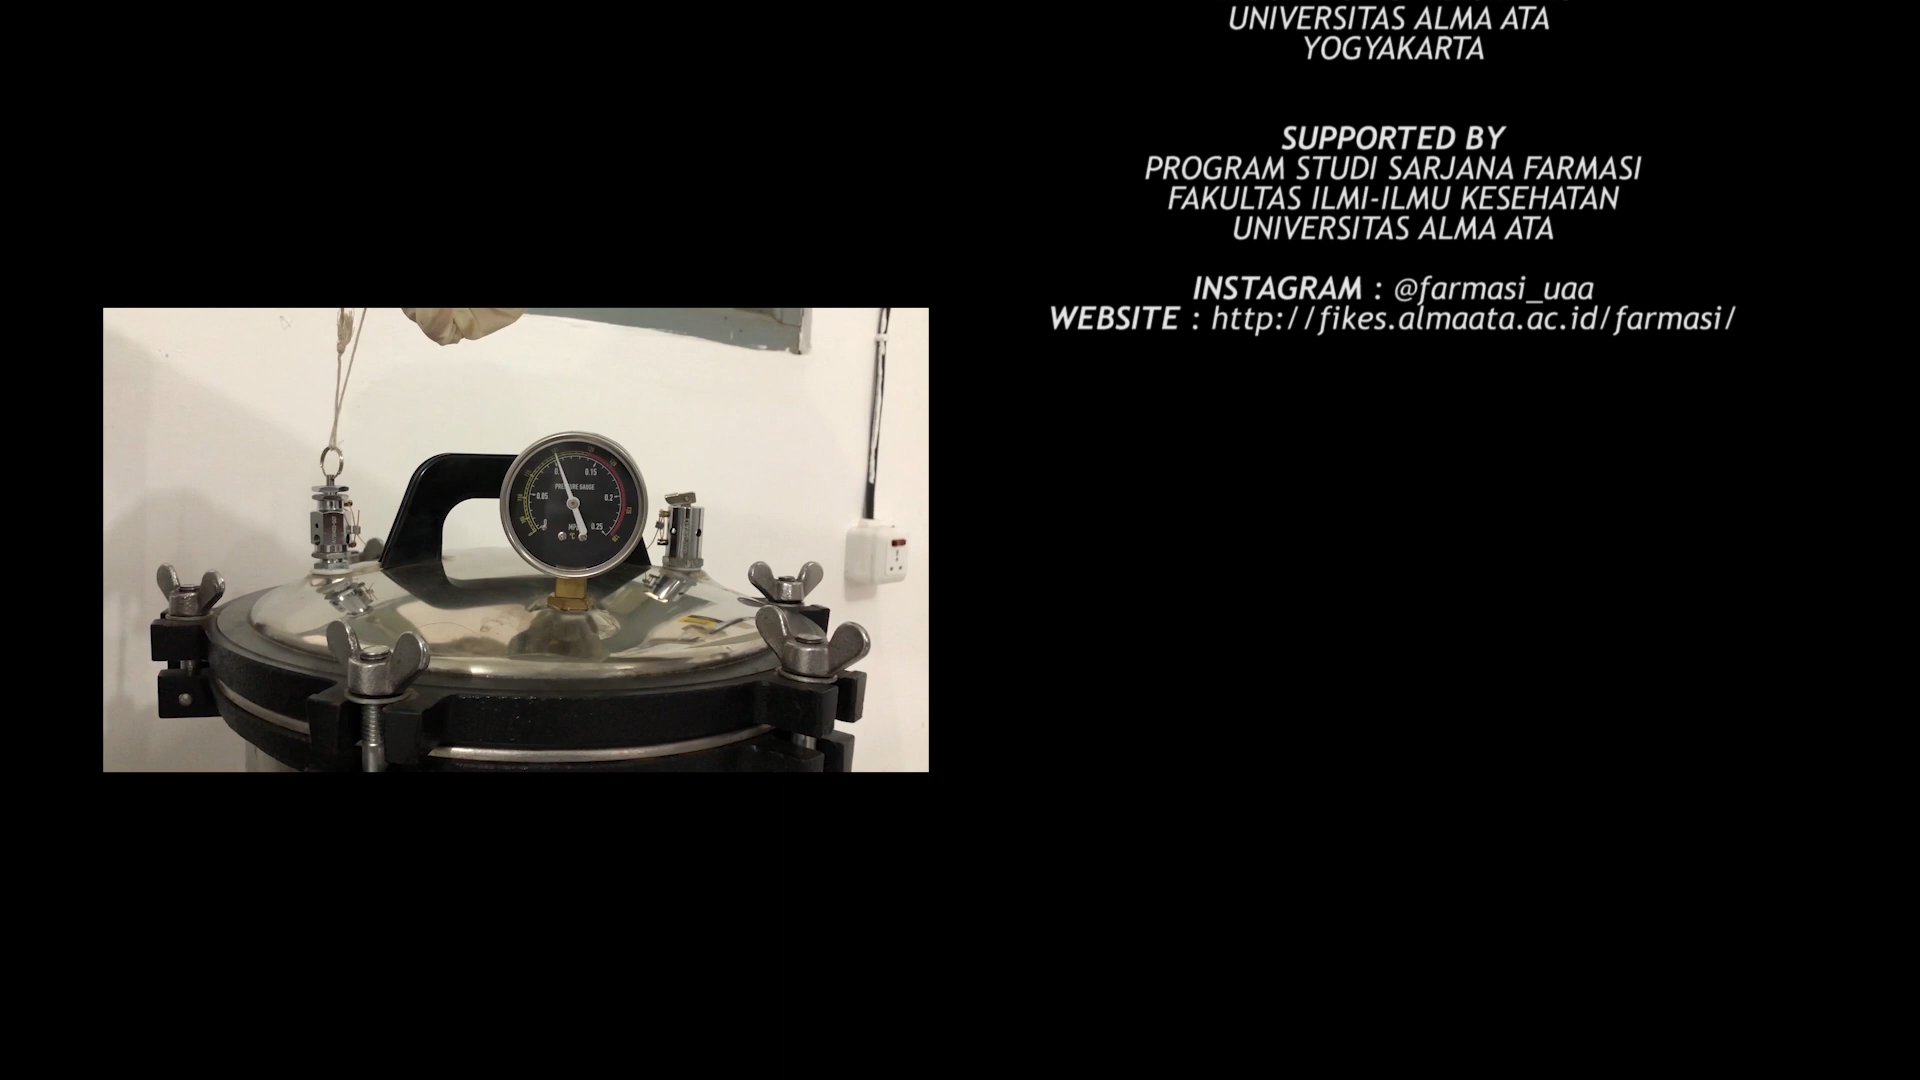 UNIVERSITAS ALMA ATA
YOGYAKARTA
SUPPORTED BY
PROGRAM STUDI SARJANA FARMASI
FAKULTAS ILMI-ILMU KESEHATAN
UNIVERSITAS ALMA ATA
INSTAGRAM : @farmasi_uaa
WEBSITE : http://fikes.almaata.ac.id/farmasi/
0.15
PRESSURE GAUGE
0.05
0.2
MPa
0.25
°C